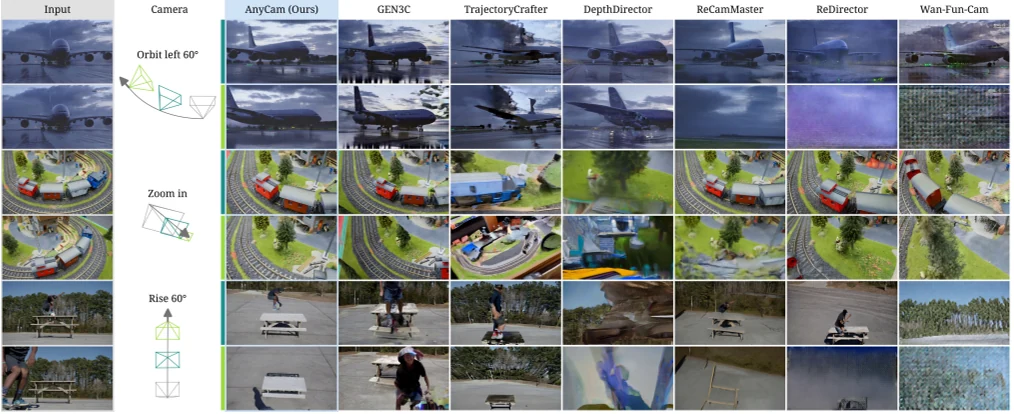 Input Camera AnyCam (Ours) GEN3C TrajectoryCrafter DepthDirector ReCamMaster ReDirector Wan-Fun-Cam
Orbit left 60°
Zoom in
Rise 60°